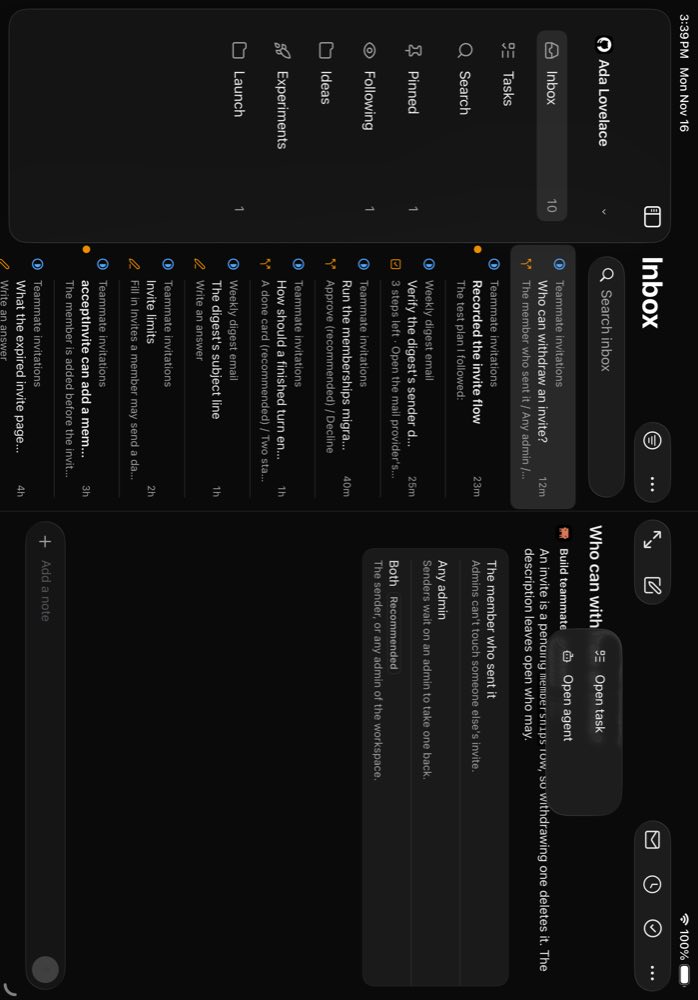 3:39 PM Mon Nov 16
100%
Ada Lovelace
Inbox 10
Tasks
Search
Pinned 1
Following 1
Ideas
Experiments
Launch 1
Inbox
Search inbox
Teammate invitations
Who can withdraw an invite? 12m
The member who sent it / Any admin /...
Teammate invitations
Recorded the invite flow 23m
The test plan I followed:
Weekly digest email
Verify the digest's sender d... 25m
3 steps left · Open the mail provider's...
Teammate invitations
Run the memberships migra... 40m
Approve (recommended) / Decline
Teammate invitations
How should a finished turn en... 1h
A done card (recommended) / Two sta...
Weekly digest email
The digest's subject line 1h
Write an answer
Teammate invitations
Invite limits 2h
Fill in Invites a member may send a da...
Teammate invitations
acceptInvite can add a mem... 3h
The member is added before the invit...
Teammate invitations
What the expired invite page... 4h
Write an answer
Who can with
Open task
Open agent
Build teammate
An invite is a pending memberships row, so withdrawing one deletes it. The
description leaves open who may.
The member who sent it
Admins can't touch someone else's invite.
Any admin
Senders wait on an admin to take one back.
Both Recommended
The sender, or any admin of the workspace.
Add a note